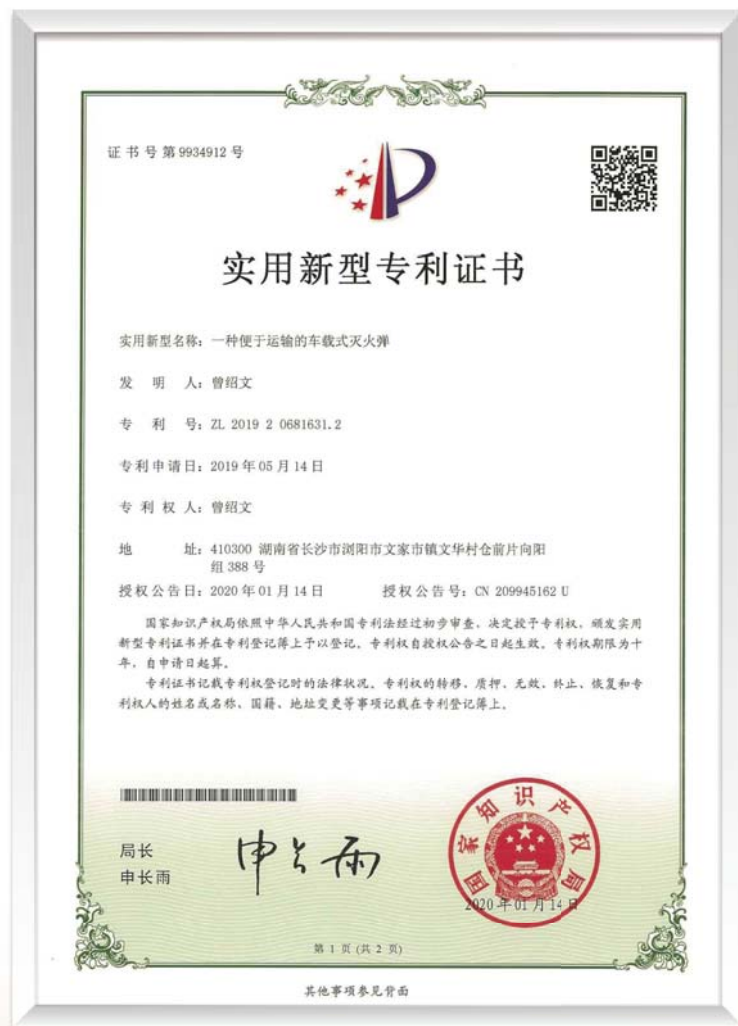 证书号第9934912号
实用新型专利证书
实用新型名称：一种便于运输的车载式灭火弹
发明人：曾绍文
专利号：ZL 2019 2 0681631.2
专利申请日：2019年05月14日
专利权人：曾绍文
地址：410300 湖南省长沙市浏阳市文家市镇文华村仓前片向阳
组388号
授权公告日：2020年01月14日 授权公告号：CN 209945162 U
国家知识产权局依照中华人民共和国专利法经过初步审查，决定授予专利权，颁发实用
新型专利证书并在专利登记簿上予以登记。专利权自授权公告之日起生效。专利权期限为十
年，自申请日起算。
专利证书记载专利权登记时的法律状况。专利权的转移、质押、无效、终止、恢复和专
利权人的姓名或名称、国籍、地址变更等事项记载在专利登记簿上。
局长
申长雨
申长雨
国家知识产权局
2020年01月14日
第 1 页 (共 2 页)
其他事项参见背面